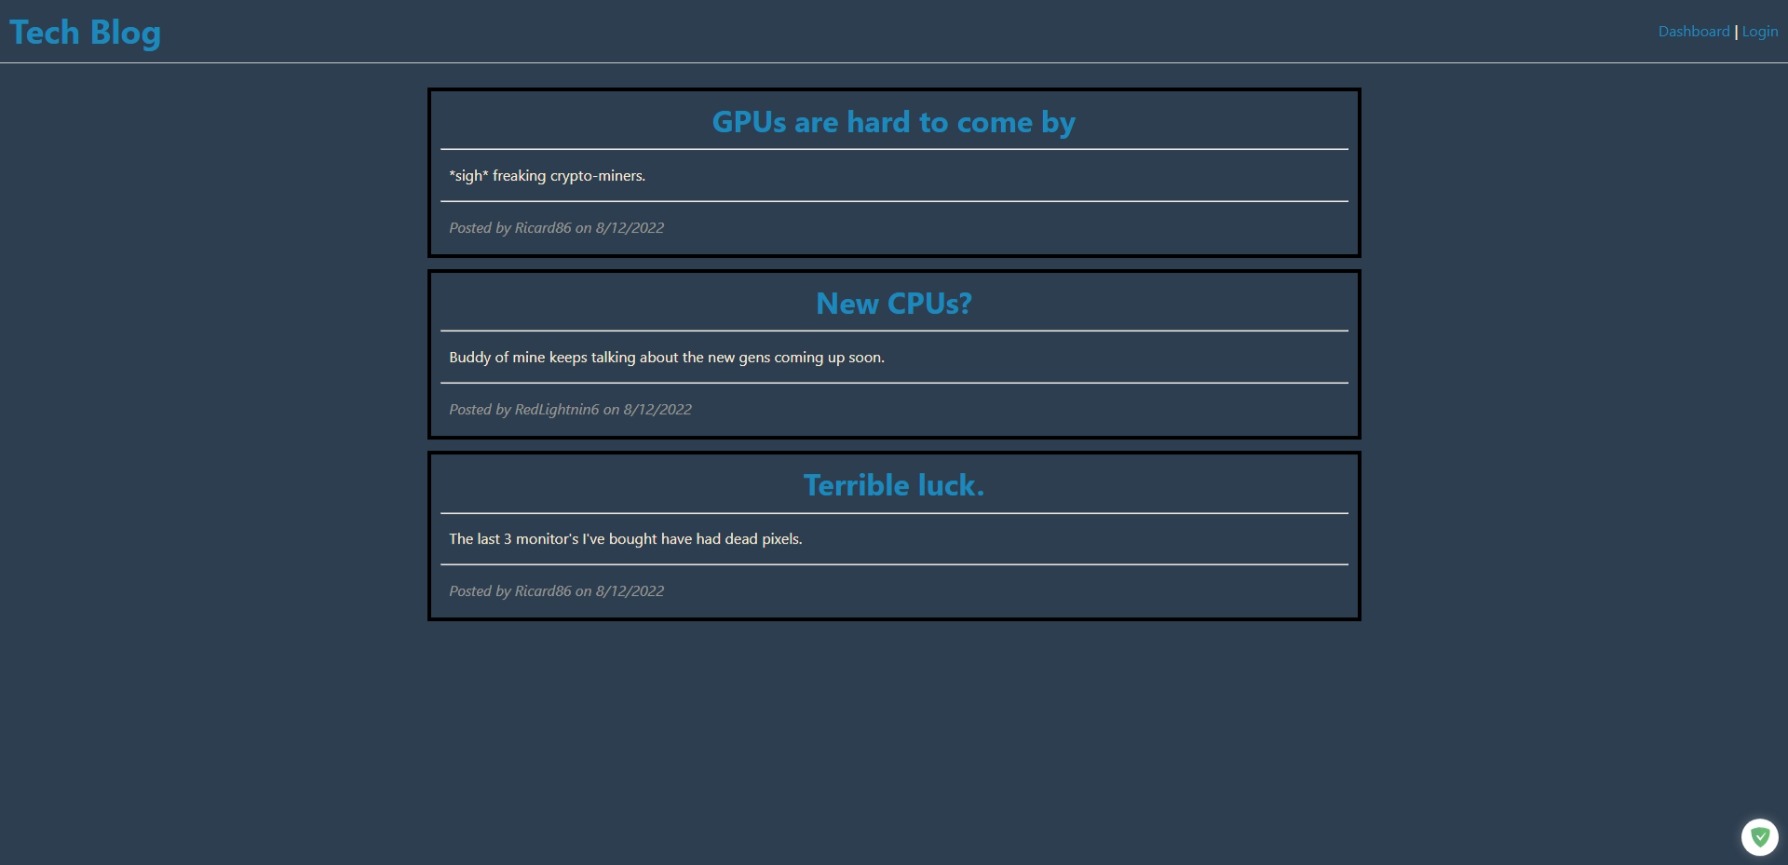 Tech Blog
Dashboard | Login
GPUs are hard to come by
*sigh* freaking crypto-miners.
Posted by Ricard86 on 8/12/2022
New CPUs?
Buddy of mine keeps talking about the new gens coming up soon.
Posted by RedLightnin6 on 8/12/2022
Terrible luck.
The last 3 monitor's I've bought have had dead pixels.
Posted by Ricard86 on 8/12/2022